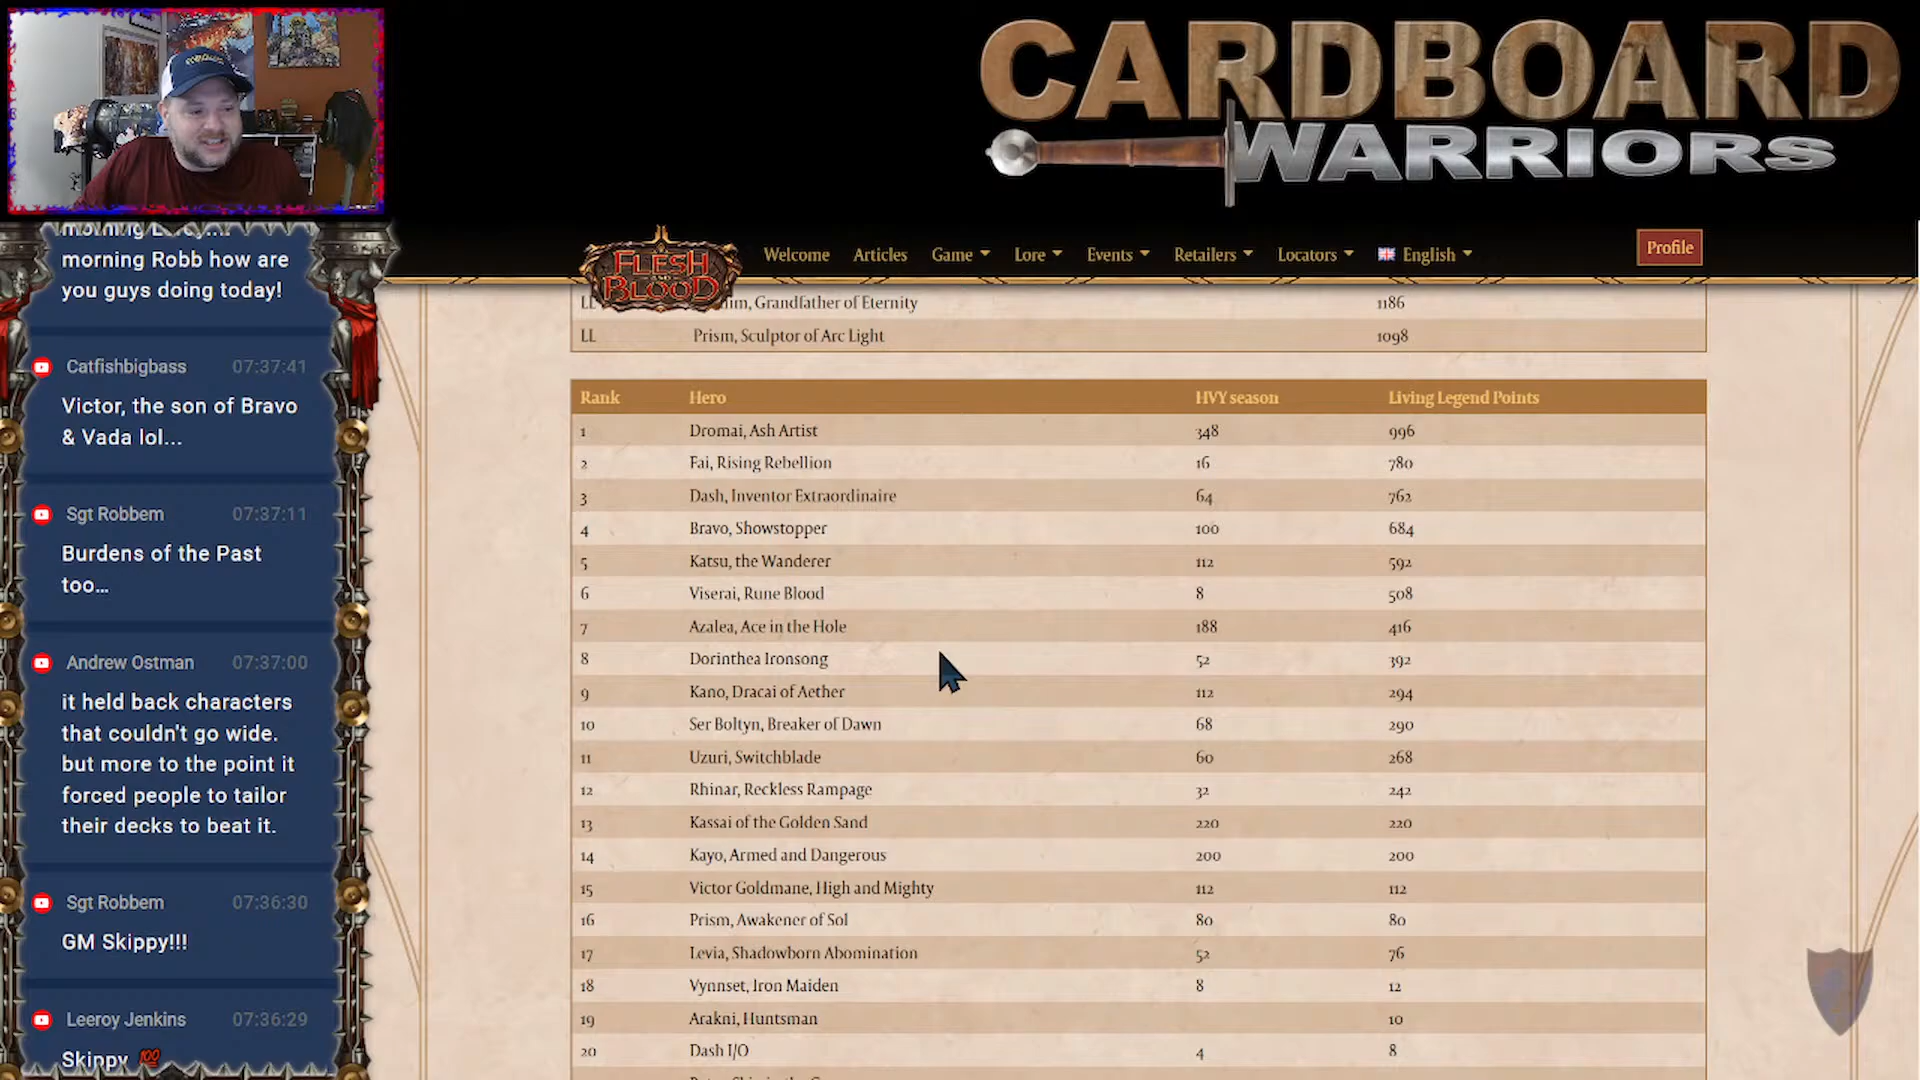 CARDBOARD
WARRIORS
FLESH
AND
BLOOD
Welcome Articles Game Lore Events Retailers Locators English Profile
morning Robb how are
you guys doing today!
Catfishbigbass 07:37:41
Victor, the son of Bravo
& Vada lol...
Sgt Robbem 07:37:11
Burdens of the Past
too...
Andrew Ostman 07:37:00
it held back characters
that couldn't go wide.
but more to the point it
forced people to tailor
their decks to beat it.
Sgt Robbem 07:36:30
GM Skippy!!!
Leeroy Jenkins 07:36:29
Skippy 💯
Grandfather of Eternity 1186
LL Prism, Sculptor of Arc Light 1098
Rank Hero HVY season Living Legend Points
1 Dromai, Ash Artist 348 996
2 Fai, Rising Rebellion 16 780
3 Dash, Inventor Extraordinaire 64 762
4 Bravo, Showstopper 100 684
5 Katsu, the Wanderer 112 592
6 Viserai, Rune Blood 8 508
7 Azalea, Ace in the Hole 188 416
8 Dorinthea Ironsong 52 392
9 Kano, Dracai of Aether 112 294
10 Ser Boltyn, Breaker of Dawn 68 290
11 Uzuri, Switchblade 60 268
12 Rhinar, Reckless Rampage 32 242
13 Kassai of the Golden Sand 220 220
14 Kayo, Armed and Dangerous 200 200
15 Victor Goldmane, High and Mighty 112 112
16 Prism, Awakener of Sol 80 80
17 Levia, Shadowborn Abomination 52 76
18 Vynnset, Iron Maiden 8 12
19 Arakni, Huntsman 10
20 Dash I/O 4 8